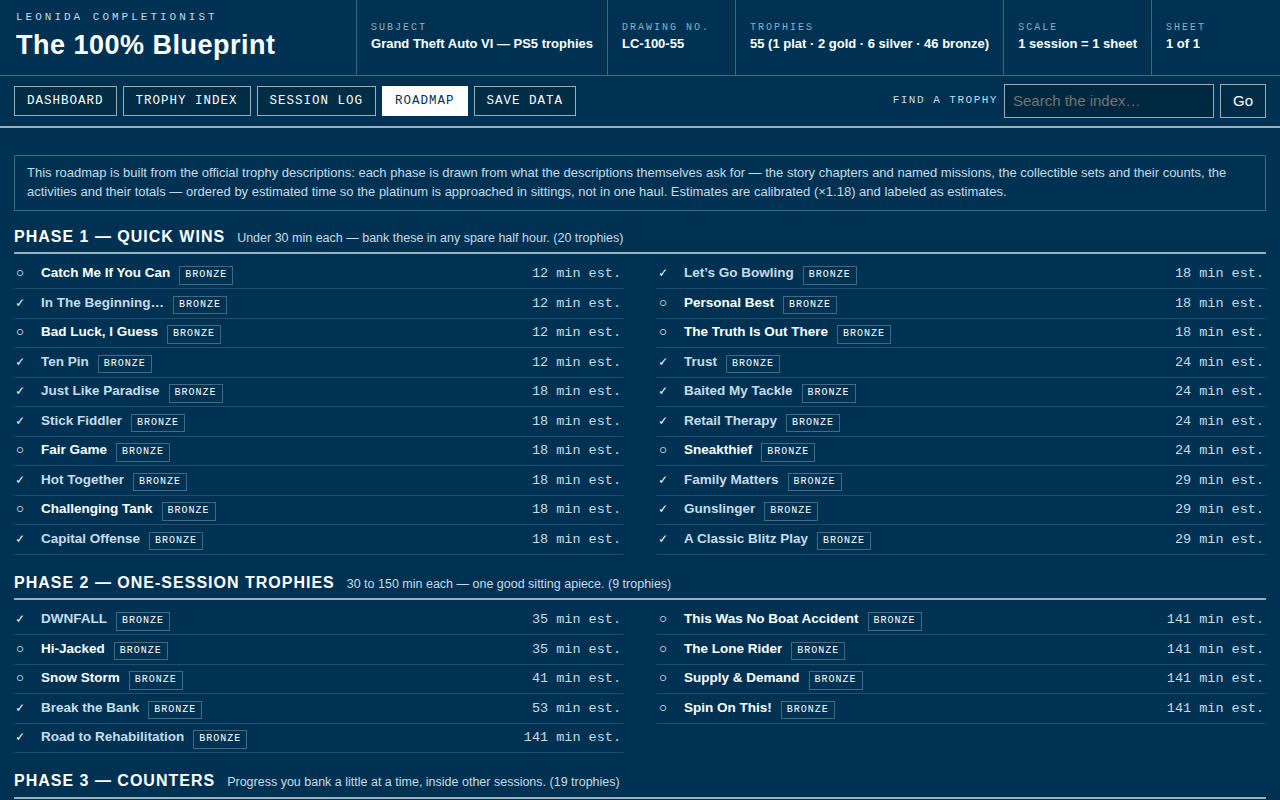 LEONIDA COMPLETIONIST
The 100% Blueprint
SUBJECT
Grand Theft Auto VI — PS5 trophies
DRAWING NO.
LC-100-55
TROPHIES
55 (1 plat · 2 gold · 6 silver · 46 bronze)
SCALE
1 session = 1 sheet
SHEET
1 of 1
DASHBOARD
TROPHY INDEX
SESSION LOG
ROADMAP
SAVE DATA
FIND A TROPHY
Search the index…
Go
This roadmap is built from the official trophy descriptions: each phase is drawn from what the descriptions themselves ask for — the story chapters and named missions, the collectible sets and their counts, the
activities and their totals — ordered by estimated time so the platinum is approached in sittings, not in one haul. Estimates are calibrated (×1.18) and labeled as estimates.
PHASE 1 — QUICK WINS Under 30 min each — bank these in any spare half hour. (20 trophies)
○ Catch Me If You Can BRONZE 12 min est.
✓ In The Beginning… BRONZE 12 min est.
○ Bad Luck, I Guess BRONZE 12 min est.
✓ Ten Pin BRONZE 12 min est.
✓ Just Like Paradise BRONZE 18 min est.
✓ Stick Fiddler BRONZE 18 min est.
○ Fair Game BRONZE 18 min est.
✓ Hot Together BRONZE 18 min est.
○ Challenging Tank BRONZE 18 min est.
✓ Capital Offense BRONZE 18 min est.
✓ Let's Go Bowling BRONZE 18 min est.
○ Personal Best BRONZE 18 min est.
○ The Truth Is Out There BRONZE 18 min est.
✓ Trust BRONZE 24 min est.
✓ Baited My Tackle BRONZE 24 min est.
✓ Retail Therapy BRONZE 24 min est.
○ Sneakthief BRONZE 24 min est.
✓ Family Matters BRONZE 29 min est.
✓ Gunslinger BRONZE 29 min est.
✓ A Classic Blitz Play BRONZE 29 min est.
PHASE 2 — ONE-SESSION TROPHIES 30 to 150 min each — one good sitting apiece. (9 trophies)
✓ DWNFALL BRONZE 35 min est.
○ Hi-Jacked BRONZE 35 min est.
○ Snow Storm BRONZE 41 min est.
✓ Break the Bank BRONZE 53 min est.
✓ Road to Rehabilitation BRONZE 141 min est.
○ This Was No Boat Accident BRONZE 141 min est.
○ The Lone Rider BRONZE 141 min est.
○ Supply & Demand BRONZE 141 min est.
○ Spin On This! BRONZE 141 min est.
PHASE 3 — COUNTERS Progress you bank a little at a time, inside other sessions. (19 trophies)